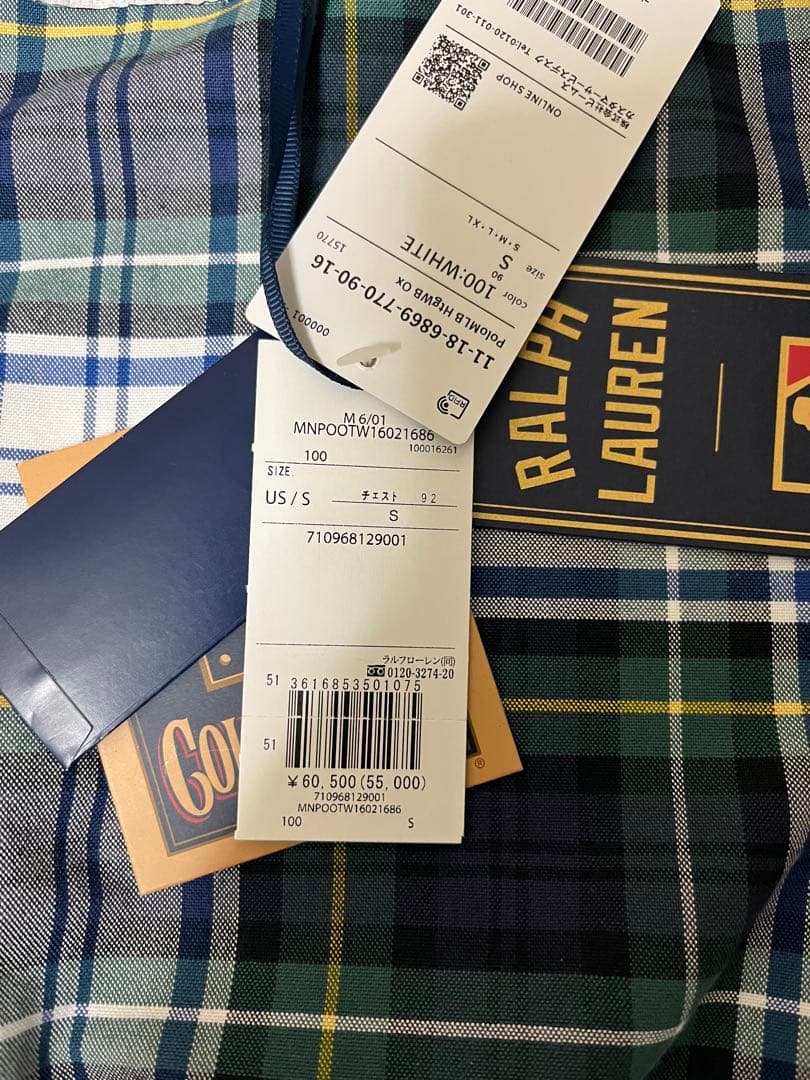 株式会社ビームス
カスタマーサービスデスク Tel:0120-011-301
ONLINE SHOP
S・M・L・XL
size
S
90
color
100:WHITE
15770
PoloMLB HrgWB OX
11-18-6869-770-90-16
000001
RFID
RALPH
LAUREN
M 6/01
MNPOOTW16021686
100016261
100
SIZE
US / S
チェスト 92
S
710968129001
ラルフローレン(同)
0120-3274-20
51 3616853501075
51
¥60,500(55,000)
710968129001
MNPOOTW16021686
100 S
®